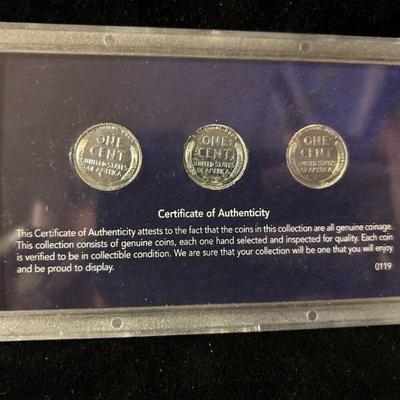 ONE ONE ONE
CENT CENT CENT
UNITED STATES UNITED STATES UNITED STATES
OF AMERICA OF AMERICA OF AMERICA
Certificate of Authenticity
This Certificate of Authenticity attests to the fact that the coins in this collection are all genuine coinage.
This collection consists of genuine coins, each one hand selected and inspected for quality. Each coin
is verified to be in collectible condition. We are sure that your collection will be one that you will enjoy
and be proud to display. 0119